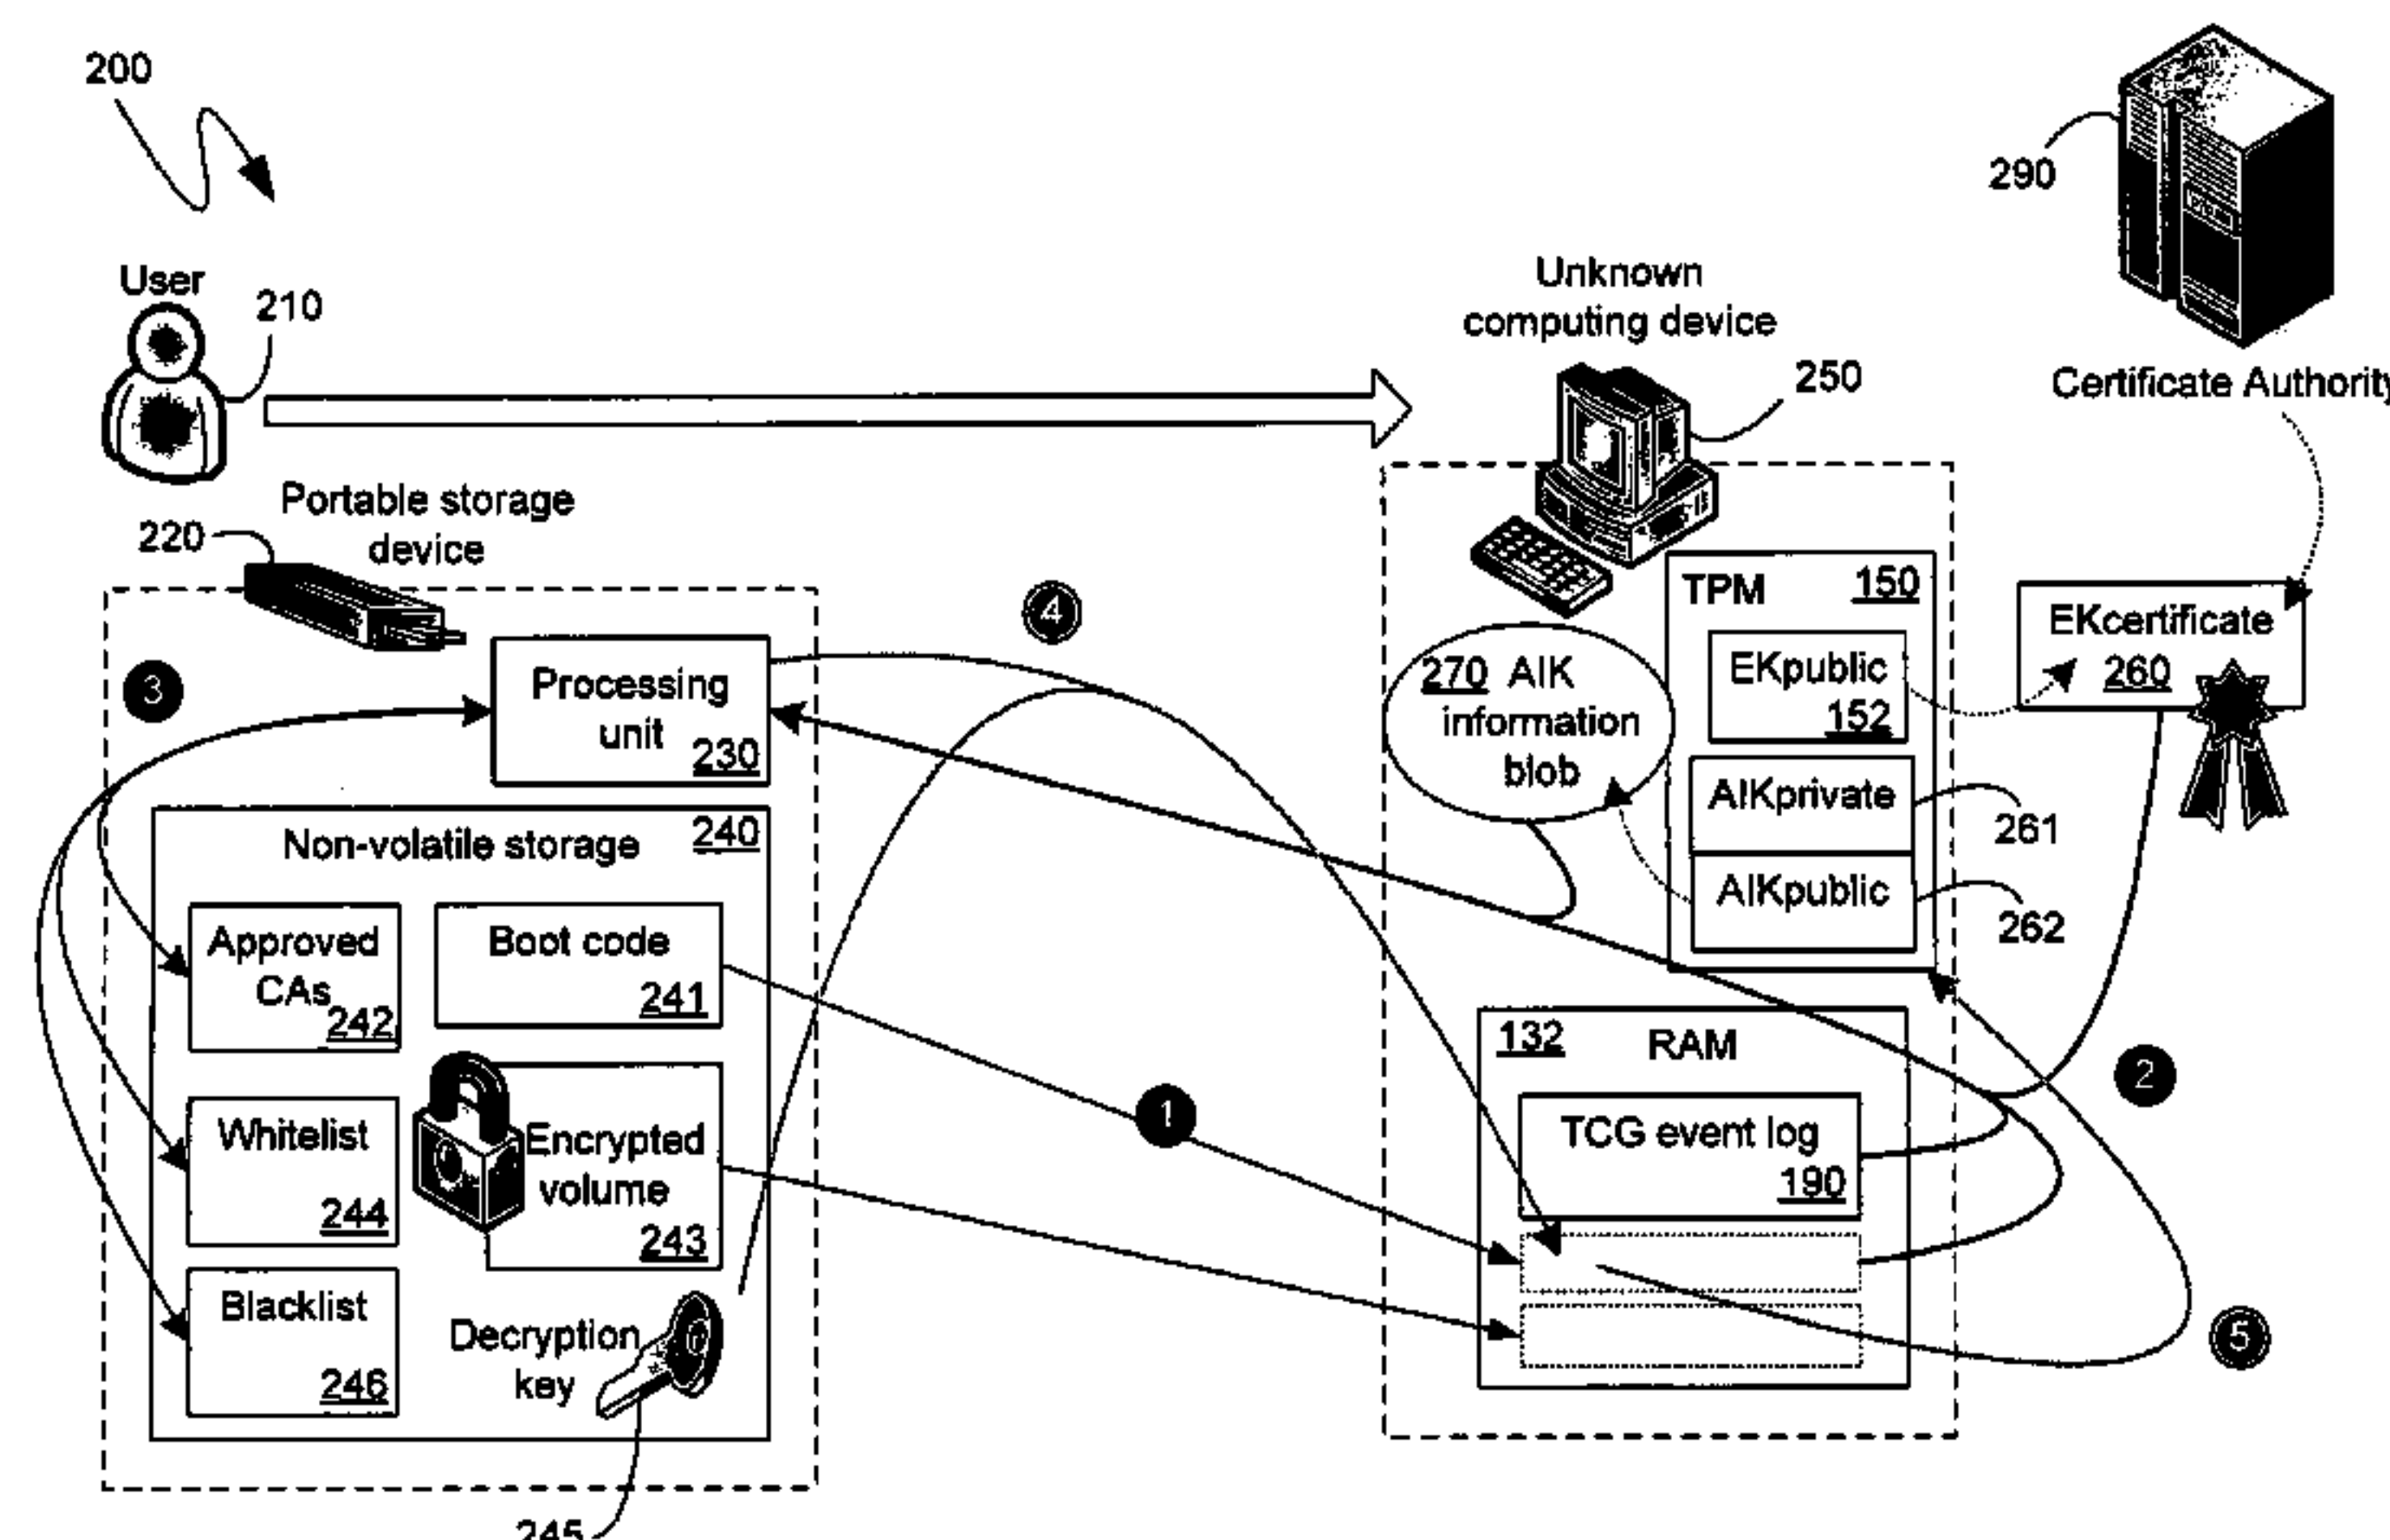 200
User
210
Portable storage
device
220
3
Processing
unit
230
Non-volatile storage
240
Approved
CAs
242
Boot code
241
Whitelist
244
Encrypted
volume
243
Blacklist
246
Decryption
key
245
4
1
Unknown
computing device
250
290
Certificate Authority
TPM
150
EKpublic
152
AIKprivate
261
AIKpublic
262
270 AIK
information
blob
EKcertificate
260
132
RAM
TCG event log
190
2
5